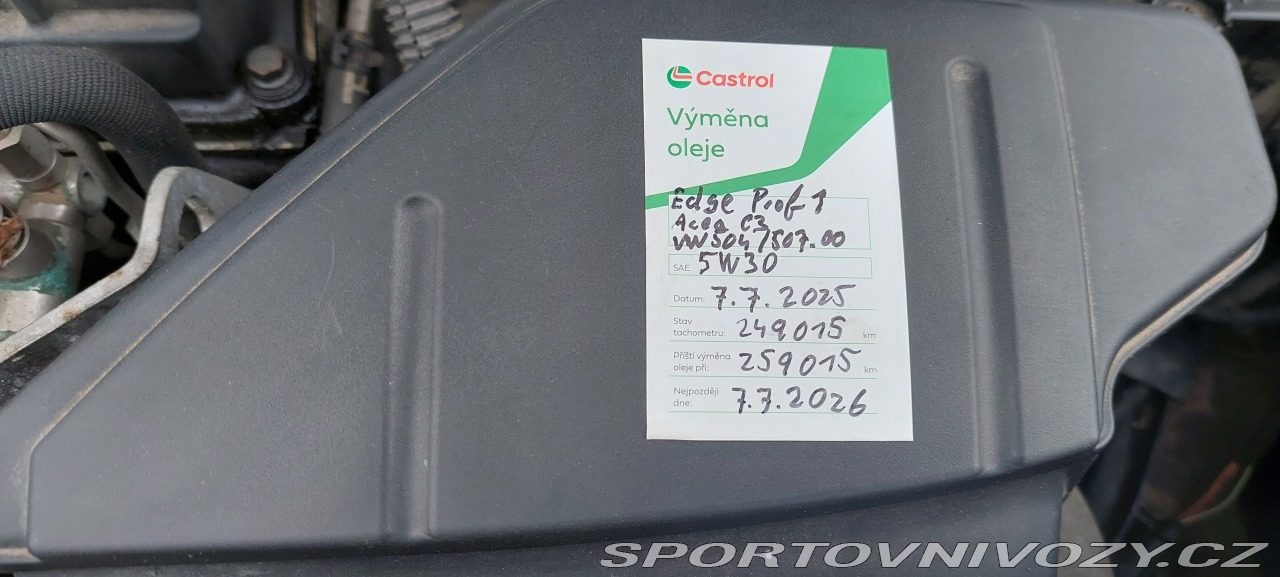 Castrol
Výměna
oleje
Edge Prof 1
Acea C3
VW504/507.00
SAE 5W30
Datum: 7.7.2025
Stav
tachometru: 249015 km
Příští výměna
oleje při: 259015 km
Nejpozději
dne: 7.7.2026
SPORTOVNIVOZY.CZ